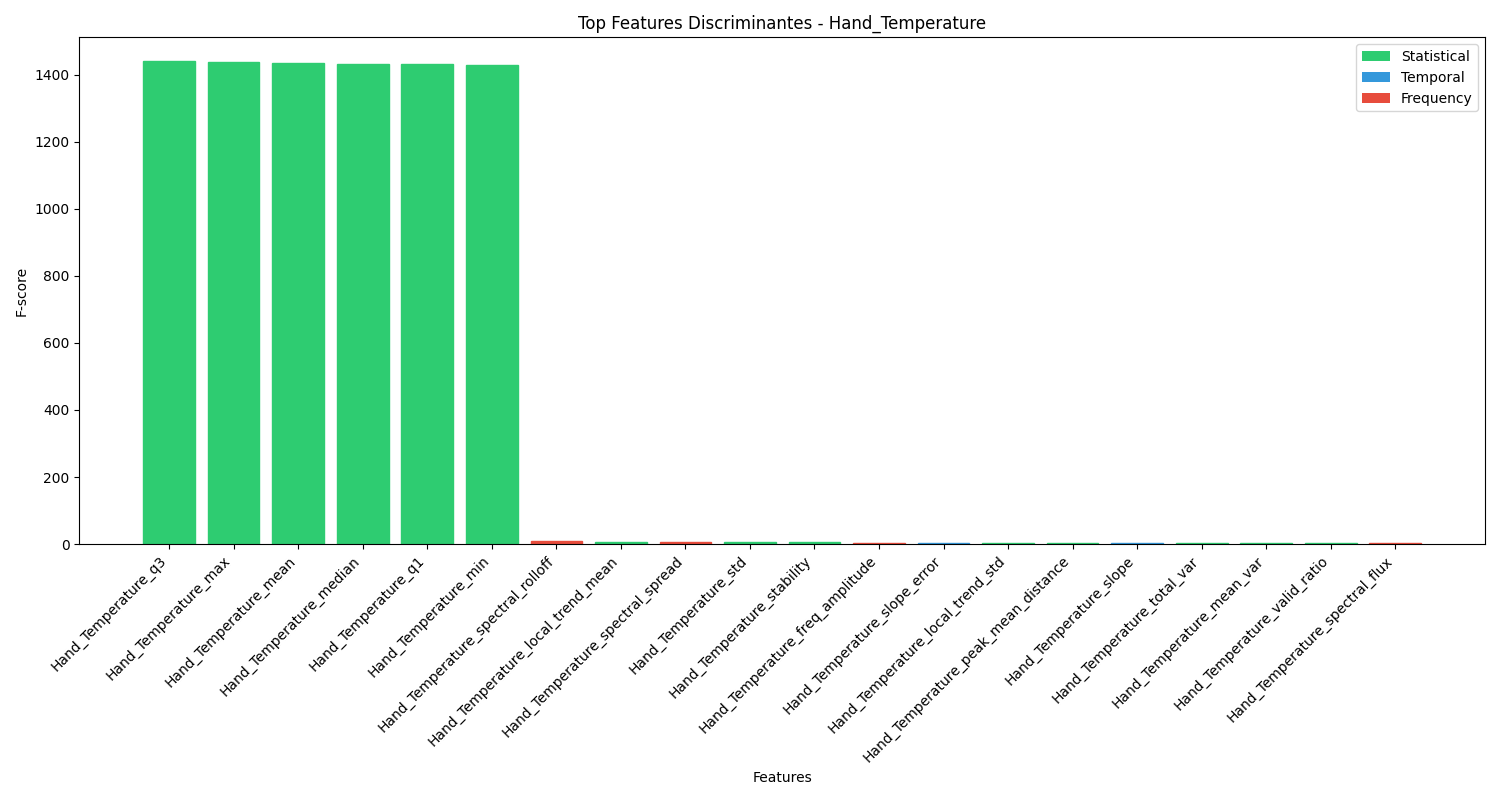 Top Features Discriminantes - Hand_Temperature
Statistical
Temporal
Frequency
F-score
1400
1200
1000
800
600
400
200
0
Hand_Temperature_q3
Hand_Temperature_max
Hand_Temperature_mean
Hand_Temperature_median
Hand_Temperature_q1
Hand_Temperature_min
Hand_Temperature_spectral_rolloff
Hand_Temperature_local_trend_mean
Hand_Temperature_spectral_spread
Hand_Temperature_std
Hand_Temperature_stability
Hand_Temperature_freq_amplitude
Hand_Temperature_slope_error
Hand_Temperature_local_trend_std
Hand_Temperature_peak_mean_distance
Hand_Temperature_slope
Hand_Temperature_total_var
Hand_Temperature_mean_var
Hand_Temperature_valid_ratio
Hand_Temperature_spectral_flux
Features